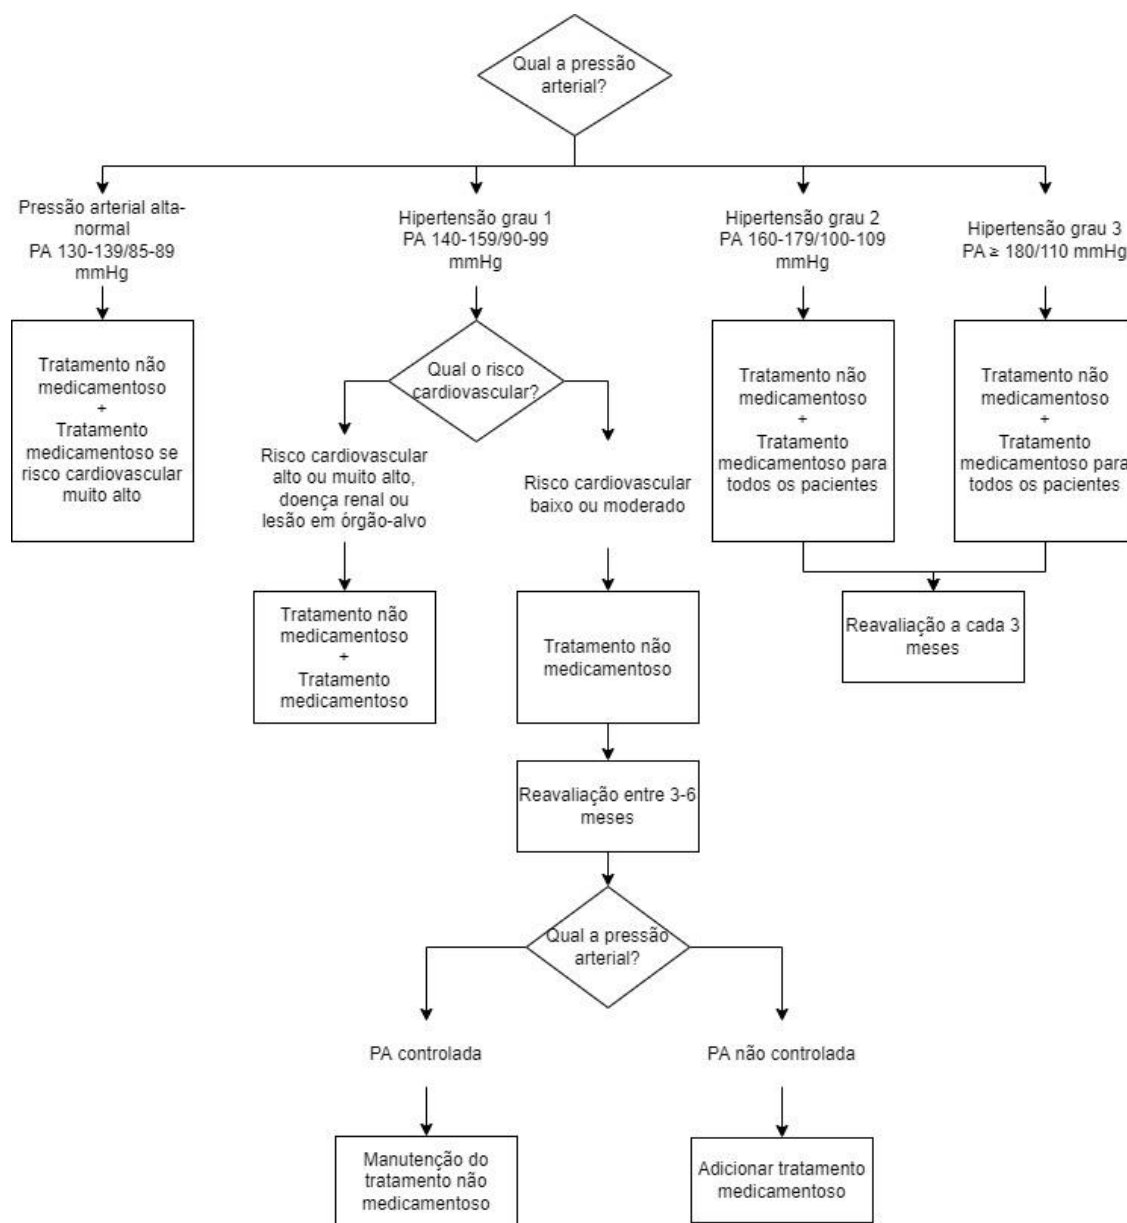 Qual a pressão
arterial?
Pressão arterial alta-
normal
PA 130-139/85-89
mmHg
Hipertensão grau 1
PA 140-159/90-99
mmHg
Hipertensão grau 2
PA 160-179/100-109
mmHg
Hipertensão grau 3
PA ≥ 180/110 mmHg
Tratamento não
medicamentoso
+
Tratamento
medicamentoso se
risco cardiovascular
muito alto
Qual o risco
cardiovascular?
Tratamento não
medicamentoso
+
Tratamento
medicamentoso para
todos os pacientes
Tratamento não
medicamentoso
+
Tratamento
medicamentoso para
todos os pacientes
Risco cardiovascular
alto ou muito alto,
doença renal ou
lesão em órgão-alvo
Risco cardiovascular
baixo ou moderado
Tratamento não
medicamentoso
+
Tratamento
medicamentoso
Tratamento não
medicamentoso
Reavaliação a cada 3
meses
Reavaliação entre 3-6
meses
Qual a pressão
arterial?
PA controlada
PA não controlada
Manutenção do
tratamento não
medicamentoso
Adicionar tratamento
medicamentoso